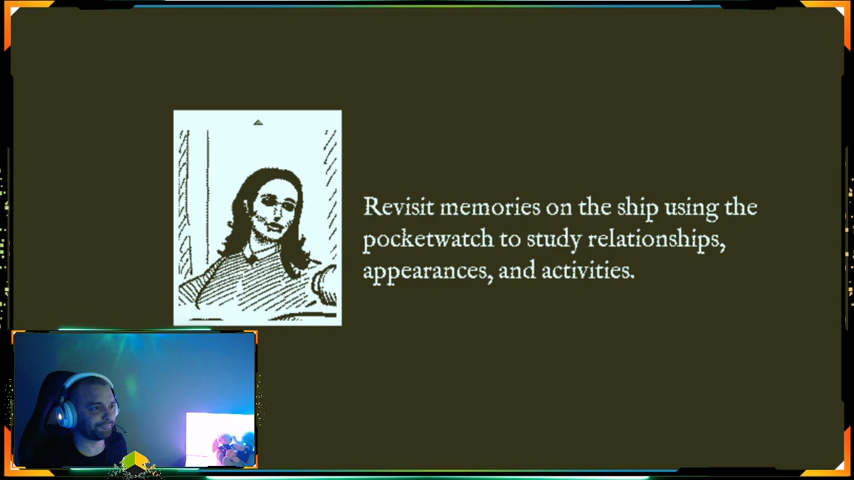 Revisit memories on the ship using the
pocketwatch to study relationships,
appearances, and activities.